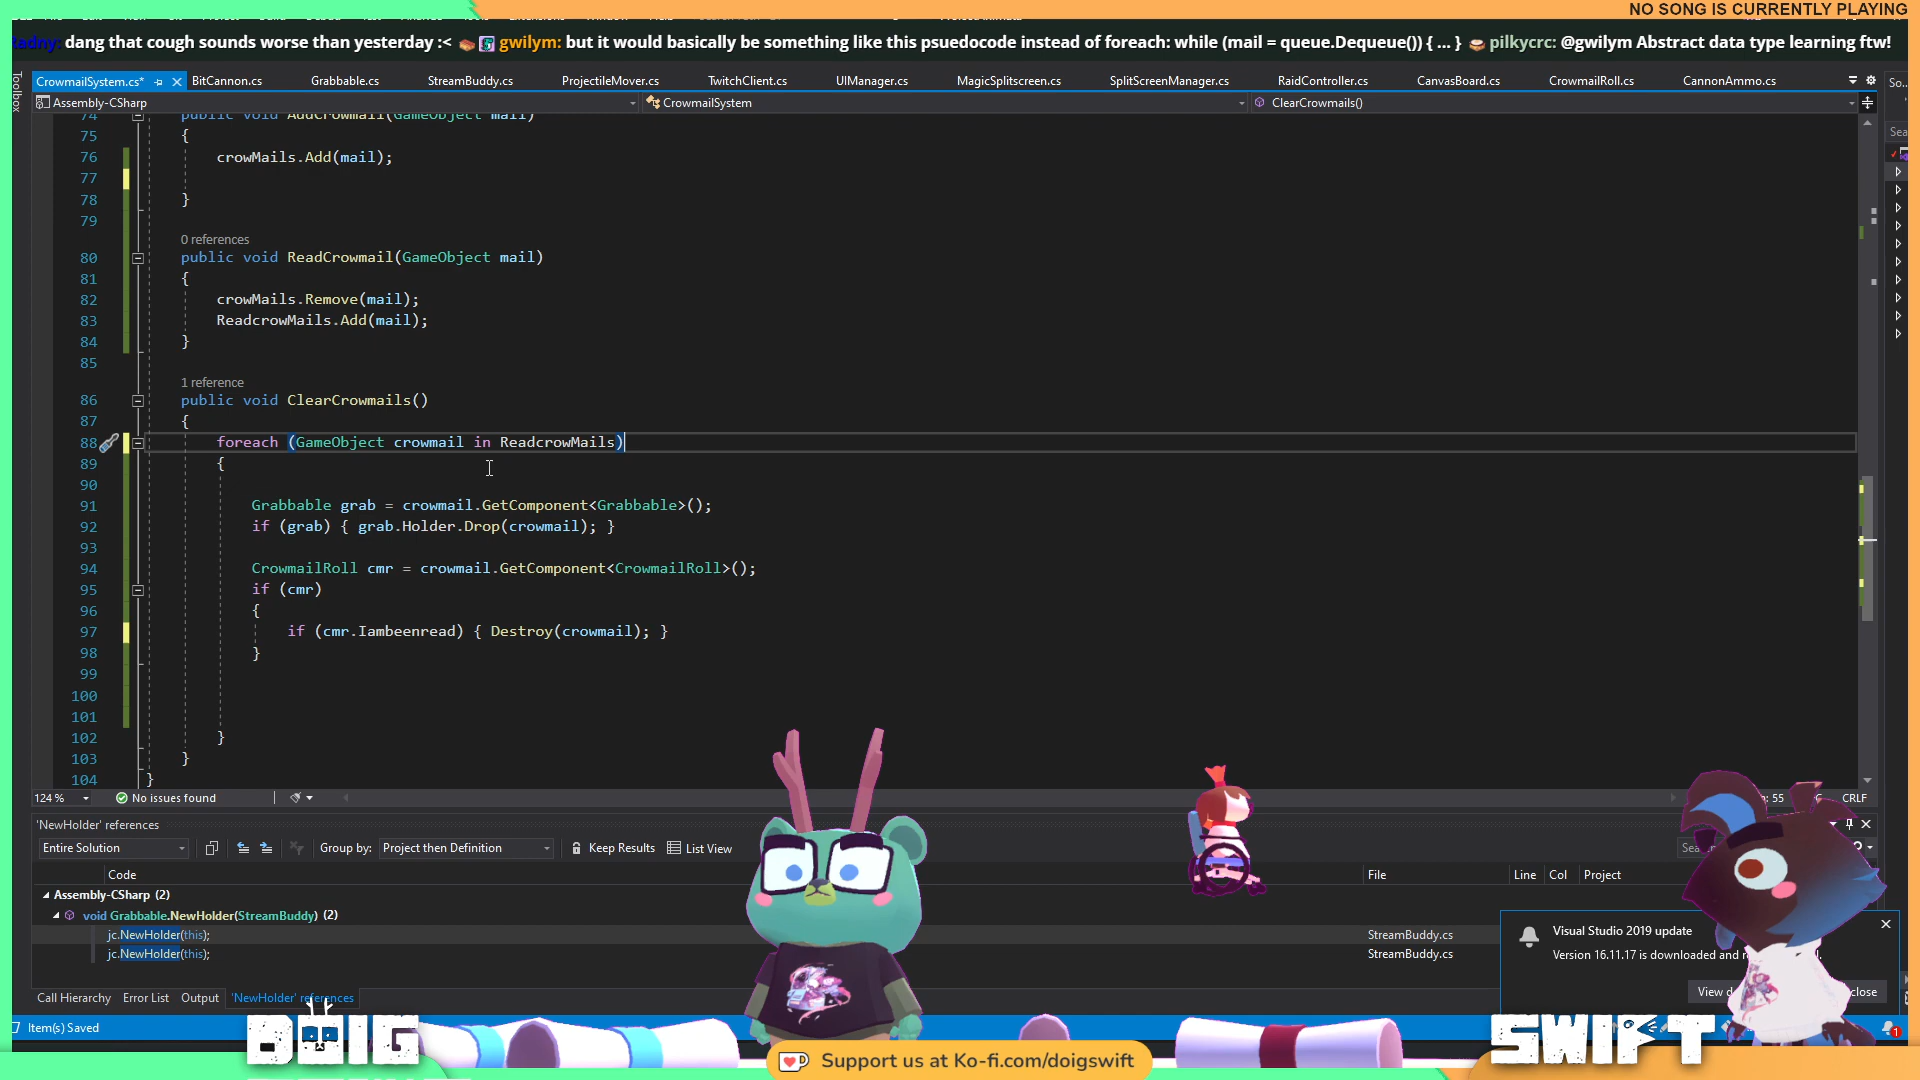 NO SONG IS CURRENTLY PLAYING
dang that cough sounds worse than yesterday :< gwilym: but it would basically be something like this psuedocode instead of foreach: while (mail = queue.Dequeue()) { ... } pilkycrc: @gwilym Abstract data type learning ftw!
Toolbox
CrowmailSystem.cs* BitCannon.cs Grabbable.cs StreamBuddy.cs ProjectileMover.cs TwitchClient.cs UIManager.cs MagicSplitscreen.cs SplitScreenManager.cs RaidController.cs CanvasBoard.cs CrowmailRoll.cs CannonAmmo.cs
Assembly-CSharp CrowmailSystem ClearCrowmails()
74 public void AddCrowmail(GameObject mail)
75 {
76 crowMails.Add(mail);
77
78 }
79
0 references
80 public void ReadCrowmail(GameObject mail)
81 {
82 crowMails.Remove(mail);
83 ReadcrowMails.Add(mail);
84 }
85
1 reference
86 public void ClearCrowmails()
87 {
88 foreach (GameObject crowmail in ReadcrowMails)
89 {
90
91 Grabbable grab = crowmail.GetComponent<Grabbable>();
92 if (grab) { grab.Holder.Drop(crowmail); }
93
94 CrowmailRoll cmr = crowmail.GetComponent<CrowmailRoll>();
95 if (cmr)
96 {
97 if (cmr.Iambeenread) { Destroy(crowmail); }
98 }
99
100
101
102 }
103 }
104 }
124 % No issues found 55 CRLF
'NewHolder' references
Entire Solution Group by: Project then Definition Keep Results List View
Code File Line Col Project
Assembly-CSharp (2)
void Grabbable.NewHolder(StreamBuddy) (2)
jc.NewHolder(this); StreamBuddy.cs
jc.NewHolder(this); StreamBuddy.cs
Visual Studio 2019 update
Version 16.11.17 is downloaded and
Call Hierarchy Error List Output 'NewHolder' references
Item(s) Saved
DOIG
SWIFT
Support us at Ko-fi.com/doigswift